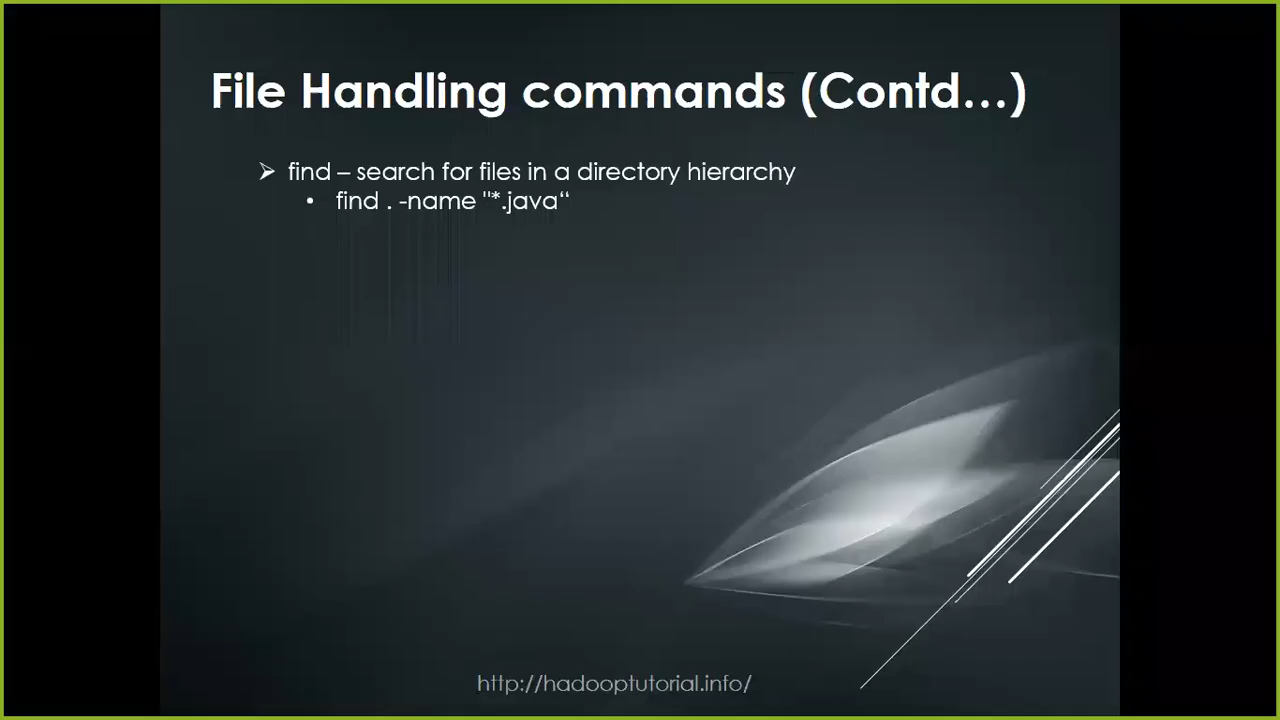 File Handling commands (Contd…)
➢ find – search for files in a directory hierarchy
• find . -name "*.java“
http://hadooptutorial.info/